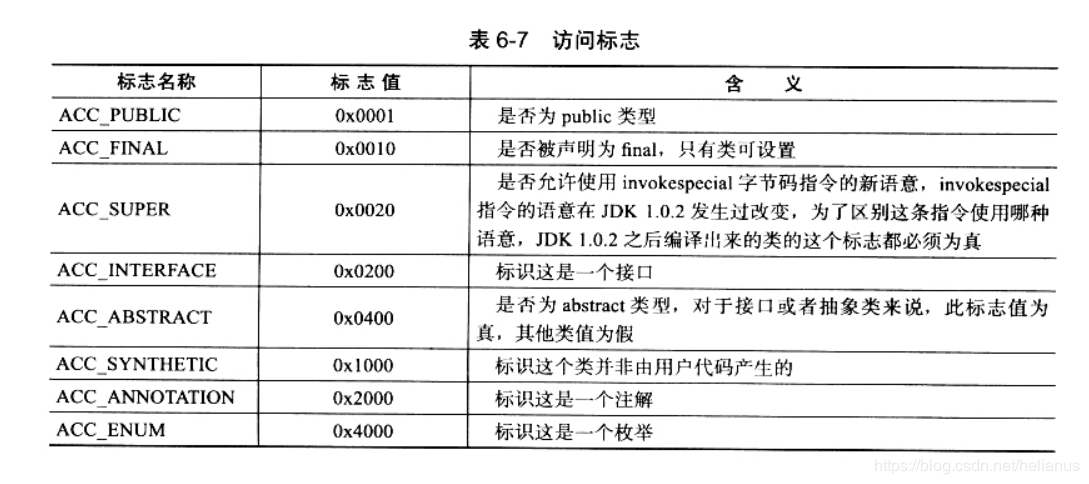 表 6-7 访问标志
标志名称 标 志 值 含 义
ACC_PUBLIC 0x0001 是否为 public 类型
ACC_FINAL 0x0010 是否被声明为 final，只有类可设置
是否允许使用 invokespecial 字节码指令的新语意，invokespecial
ACC_SUPER 0x0020 指令的语意在 JDK 1.0.2 发生过改变，为了区别这条指令使用哪种
语意，JDK 1.0.2 之后编译出来的类的这个标志都必须为真
ACC_INTERFACE 0x0200 标识这是一个接口
ACC_ABSTRACT 0x0400 是否为 abstract 类型，对于接口或者抽象类来说，此标志值为
真，其他类值为假
ACC_SYNTHETIC 0x1000 标识这个类并非由用户代码产生的
ACC_ANNOTATION 0x2000 标识这是一个注解
ACC_ENUM 0x4000 标识这是一个枚举
https://blog.csdn.net/helianus